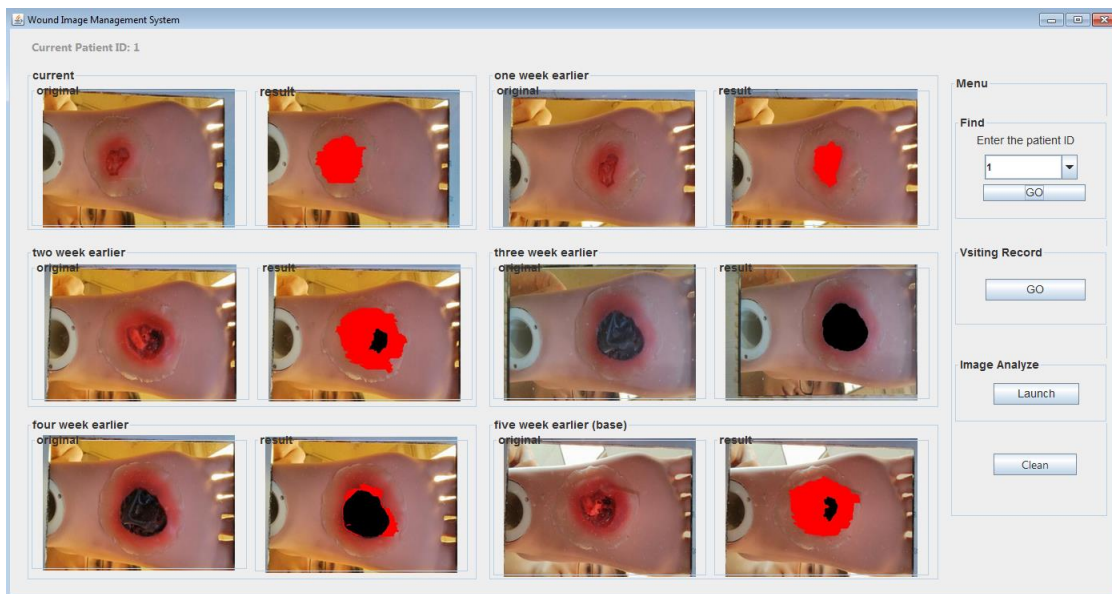 Wound Image Management System
Current Patient ID: 1
current
original
result
one week earlier
original
result
two week earlier
original
result
three week earlier
original
result
four week earlier
original
result
five week earlier (base)
original
result
Menu
Find
Enter the patient ID
1
GO
Vsiting Record
GO
Image Analyze
Launch
Clean